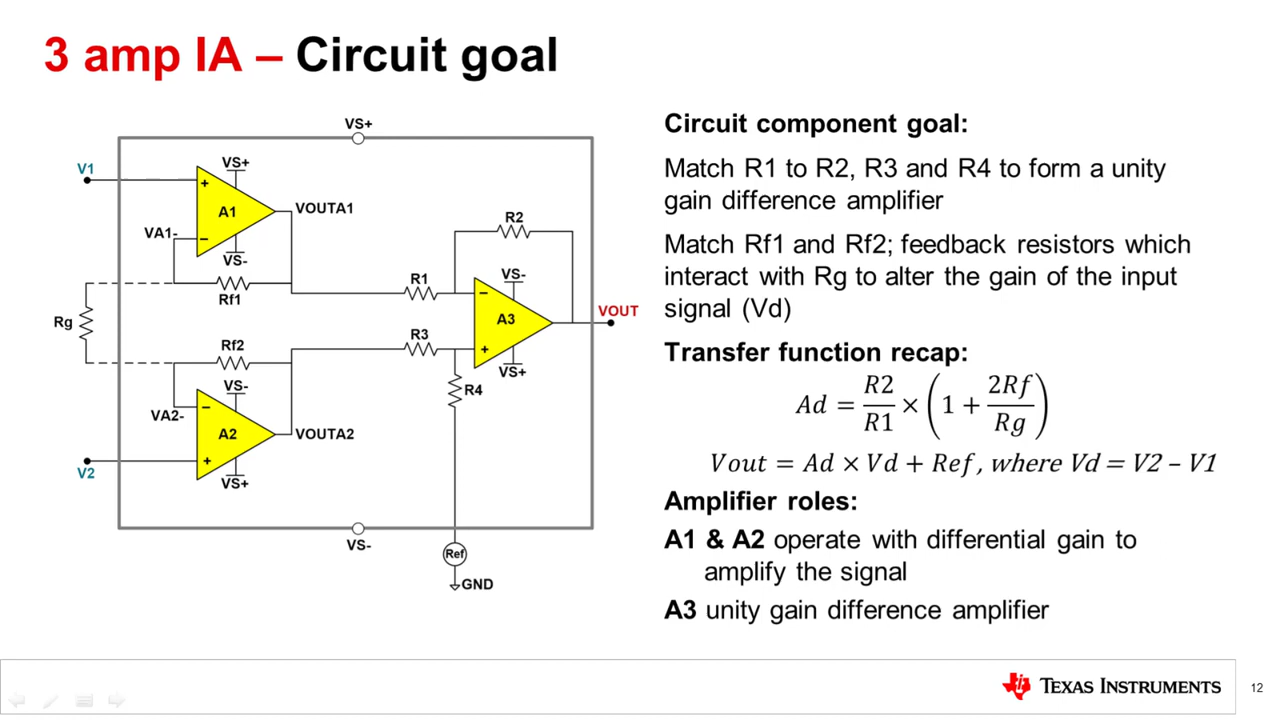 3 amp IA – Circuit goal
VS+
V1
VS+
+
A1
VOUTA1
VA1-
–
VS-
Rf1
R2
R1
VS-
–
A3
VOUT
+
VS+
R3
R4
Rg
Rf2
VS-
VA2-
–
A2
VOUTA2
+
V2
VS+
VS-
Ref
GND
Circuit component goal:
Match R1 to R2, R3 and R4 to form a unity
gain difference amplifier
Match Rf1 and Rf2; feedback resistors which
interact with Rg to alter the gain of the input
signal (Vd)
Transfer function recap:
Ad = R2/R1 × (1 + 2Rf/Rg)
Vout = Ad × Vd + Ref, where Vd = V2 – V1
Amplifier roles:
A1 & A2 operate with differential gain to
amplify the signal
A3 unity gain difference amplifier
TEXAS INSTRUMENTS
12